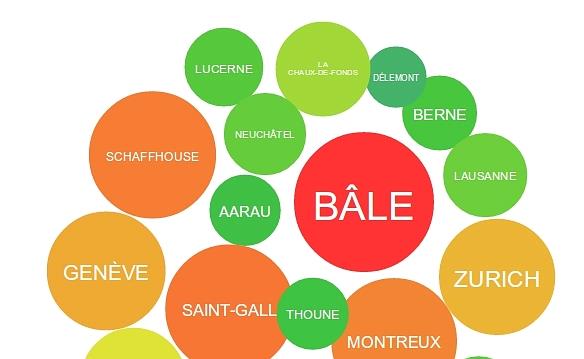 LUCERNE
LA
CHAUX-DE-FONDS
DÉLEMONT
BERNE
NEUCHÂTEL
SCHAFFHOUSE
LAUSANNE
AARAU
BÂLE
GENÈVE
ZURICH
SAINT-GALL
THOUNE
MONTREUX